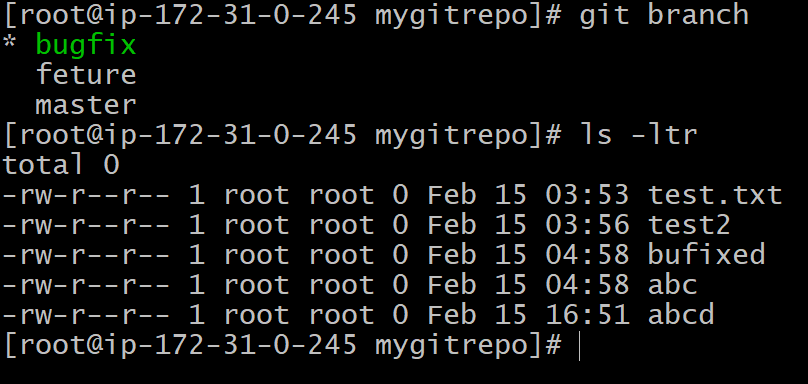 [root@ip-172-31-0-245 mygitrepo]# git branch
* bugfix
  feture
  master
[root@ip-172-31-0-245 mygitrepo]# ls -ltr
total 0
-rw-r--r-- 1 root root 0 Feb 15 03:53 test.txt
-rw-r--r-- 1 root root 0 Feb 15 03:56 test2
-rw-r--r-- 1 root root 0 Feb 15 04:58 bufixed
-rw-r--r-- 1 root root 0 Feb 15 04:58 abc
-rw-r--r-- 1 root root 0 Feb 15 16:51 abcd
[root@ip-172-31-0-245 mygitrepo]#